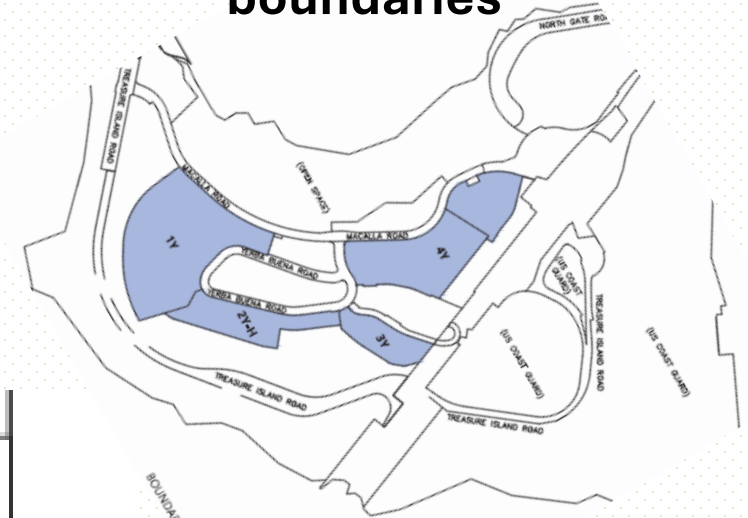 boundaries
NORTH GATE RO
TREASURE ISLAND ROAD
MACALLA ROAD
(OPEN SPACE)
MACALLA ROAD
1Y
4Y
YERBA BUENA ROAD
YERBA BUENA ROAD
2Y-H
3Y
(US COAST
GUARD)
TREASURE ISLAND ROAD
(US COAST GUARD)
(US COAST GUARD)
TREASURE ISLAND ROAD
TREASURE ISLAND ROAD
BOUNDA